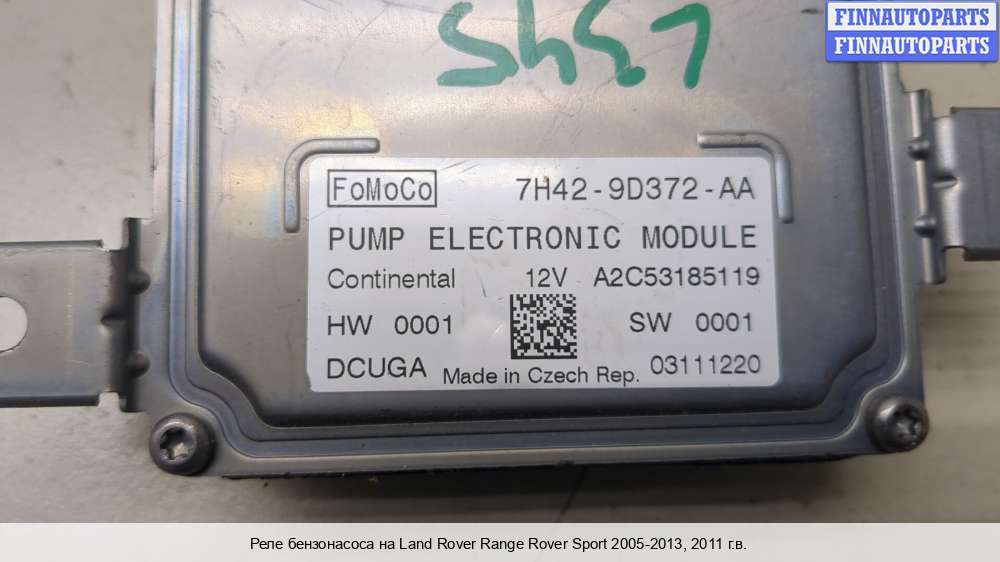 FINNAUTOPARTS
FINNAUTOPARTS
FoMoCo 7H42-9D372-AA
PUMP ELECTRONIC MODULE
Continental 12V A2C53185119
HW 0001 SW 0001
DCUGA Made in Czech Rep. 03111220
Реле бензонасоса на Land Rover Range Rover Sport 2005-2013, 2011 г.в.